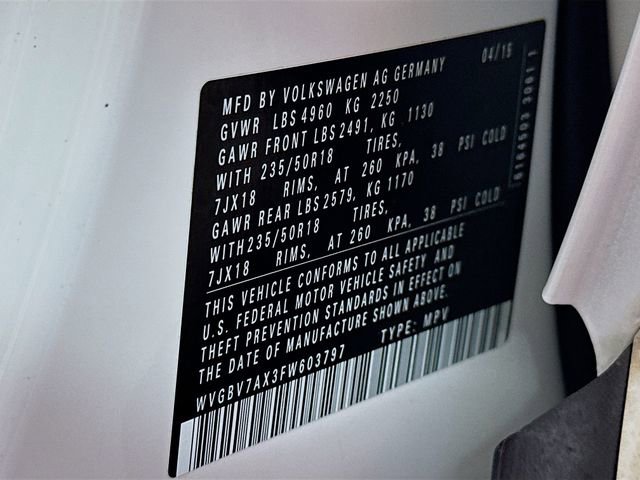 MFD BY VOLKSWAGEN AG GERMANY 04/15
GVWR LBS 4960 KG 2250
GAWR FRONT LBS 2491, KG 1130
WITH 235/50R18 TIRES,
7JX18 RIMS, AT 260 KPA, 38 PSI COLD
GAWR REAR LBS 2579, KG 1170
WITH 235/50R18 TIRES,
7JX18 RIMS, AT 260 KPA, 38 PSI COLD
THIS VEHICLE CONFORMS TO ALL APPLICABLE
U.S. FEDERAL MOTOR VEHICLE SAFETY AND
THEFT PREVENTION STANDARDS IN EFFECT ON
THE DATE OF MANUFACTURE SHOWN ABOVE.
WVGBV7AX3FW603797 TYPE: MPV